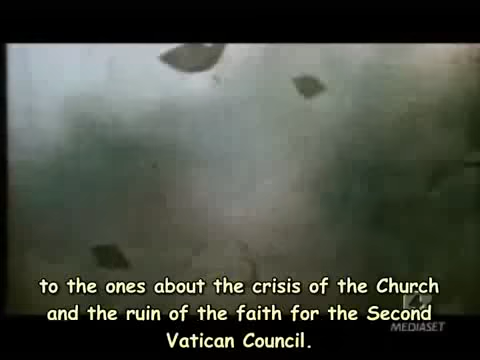 to the ones about the crisis of the Church
and the ruin of the faith for the Second
Vatican Council.
MEDIASET